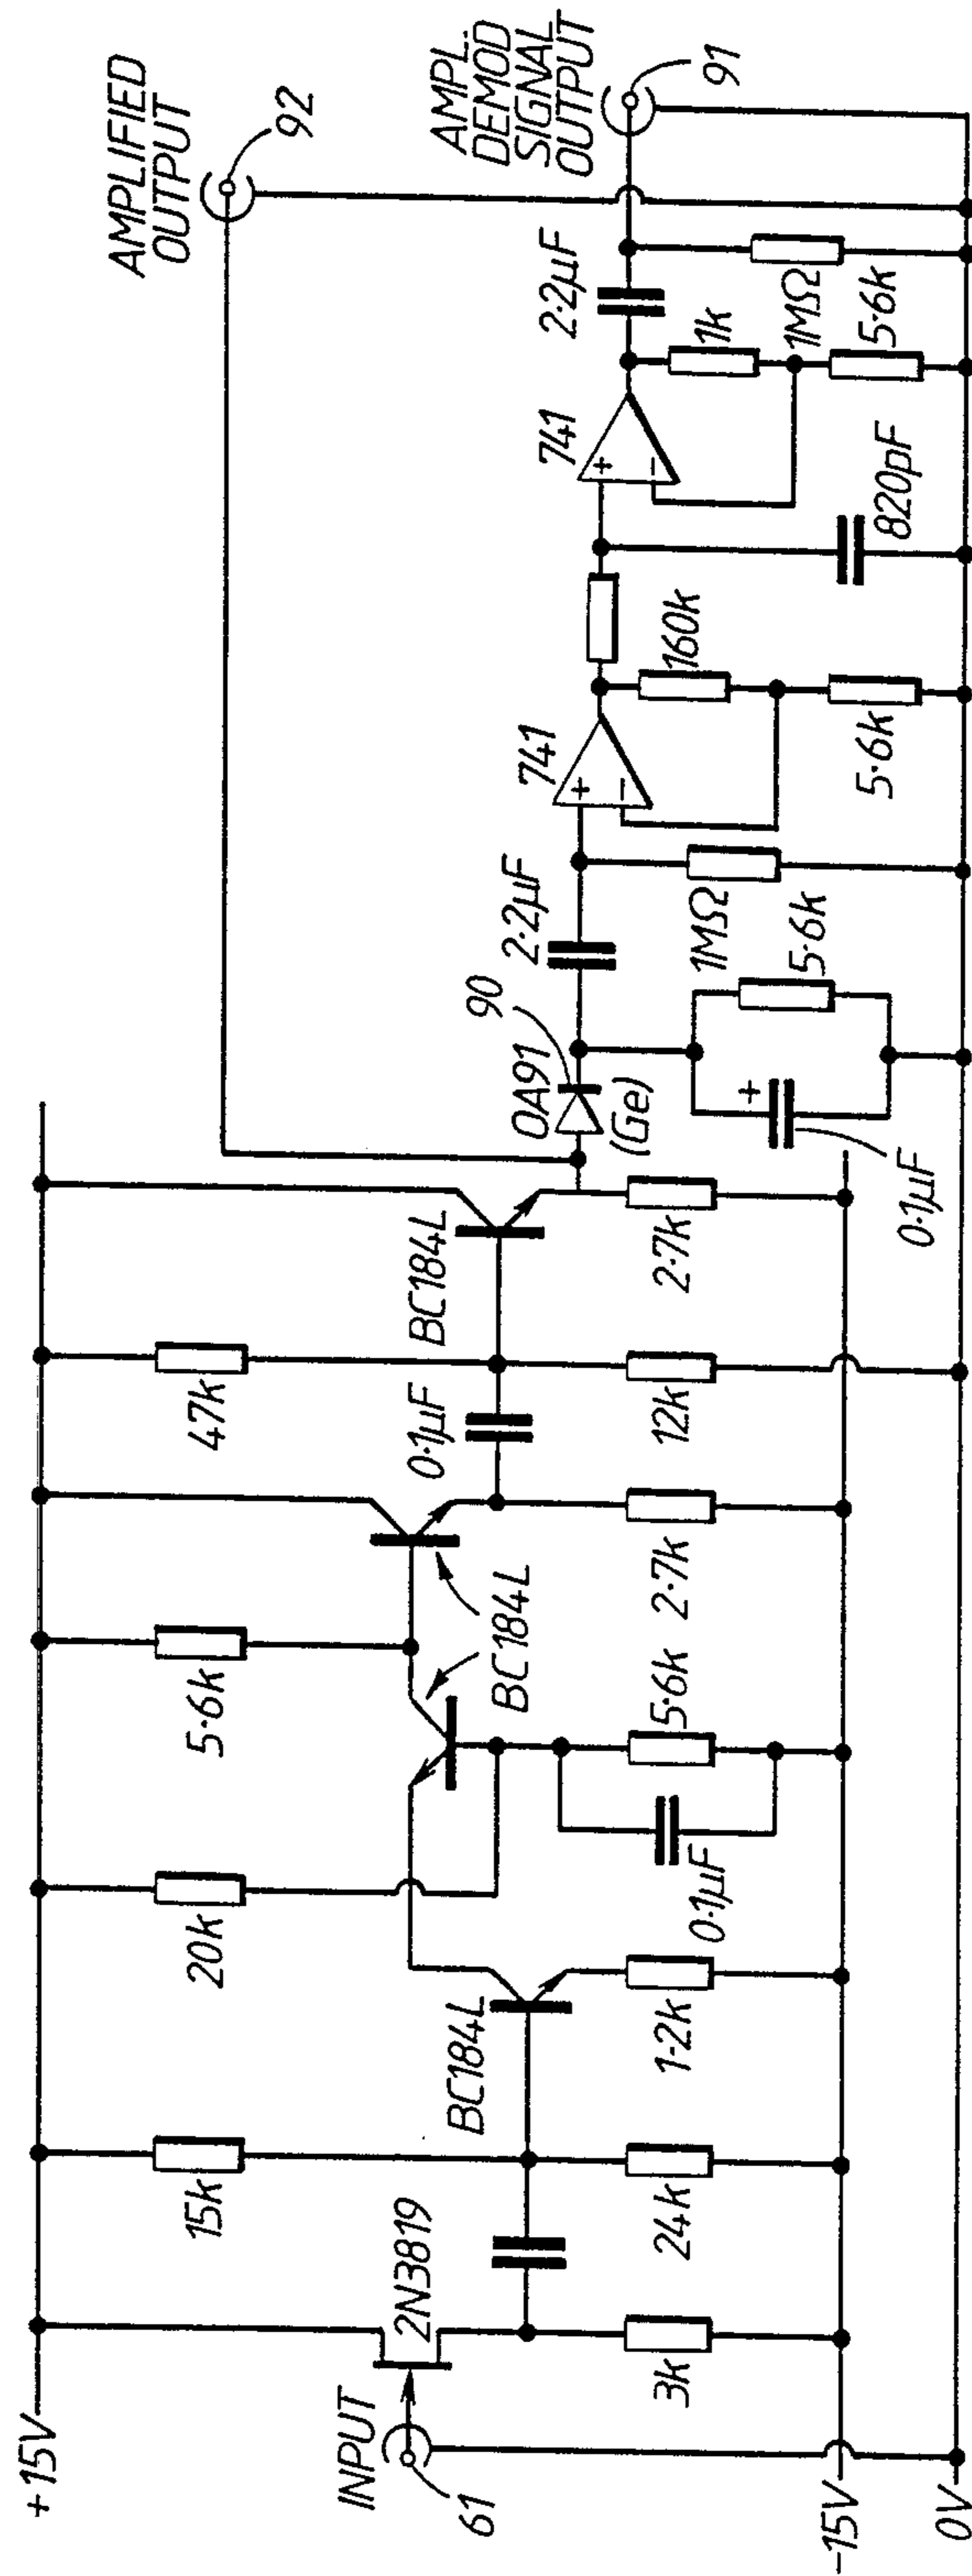 +15V
INPUT
61
2N3819
15k
3k
24k
BC184L
1·2k
20k
0·1µF
5·6k
5·6k
BC184L
2·7k
0·1µF
47k
12k
BC184L
2·7k
-15V
0V
OA91
(Ge)
90
0·1µF
5·6k
1MΩ
2·2µF
741
+
−
160k
5·6k
820pF
741
+
−
1k
5·6k
1MΩ
2·2µF
AMPLIFIED
OUTPUT
92
AMPL.
DEMOD
SIGNAL
OUTPUT
91
+